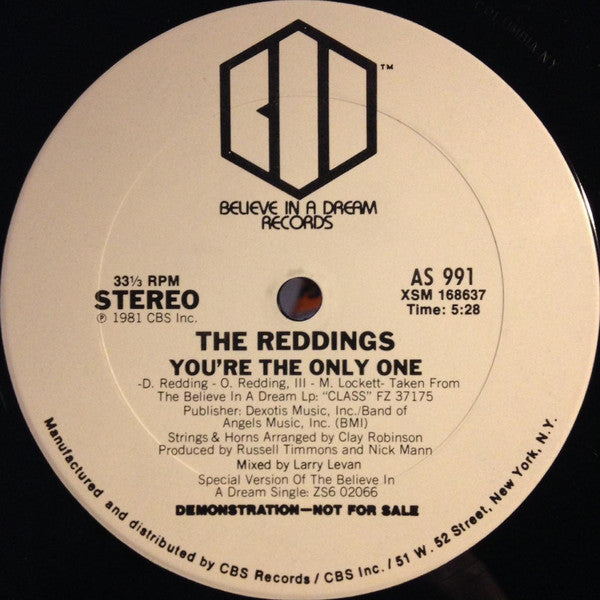 COLUMBIA NY
BID
™
BELIEVE IN A DREAM
RECORDS
33⅓ RPM
STEREO
℗ 1981 CBS Inc.
AS 991
XSM 168637
Time: 5:28
THE REDDINGS
YOU'RE THE ONLY ONE
-D. Redding - O. Redding, III - M. Lockett- Taken From
The Believe In A Dream Lp: "CLASS" FZ 37175
Publisher: Dexotis Music, Inc./Band of
Angels Music, Inc. (BMI)
Strings & Horns Arranged by Clay Robinson
Produced by Russell Timmons and Nick Mann
Mixed by Larry Levan
Special Version Of The Believe In
A Dream Single: ZS6 02066
DEMONSTRATION—NOT FOR SALE
Manufactured and distributed by CBS Records / CBS Inc. / 51 W. 52 Street, New York, N.Y.